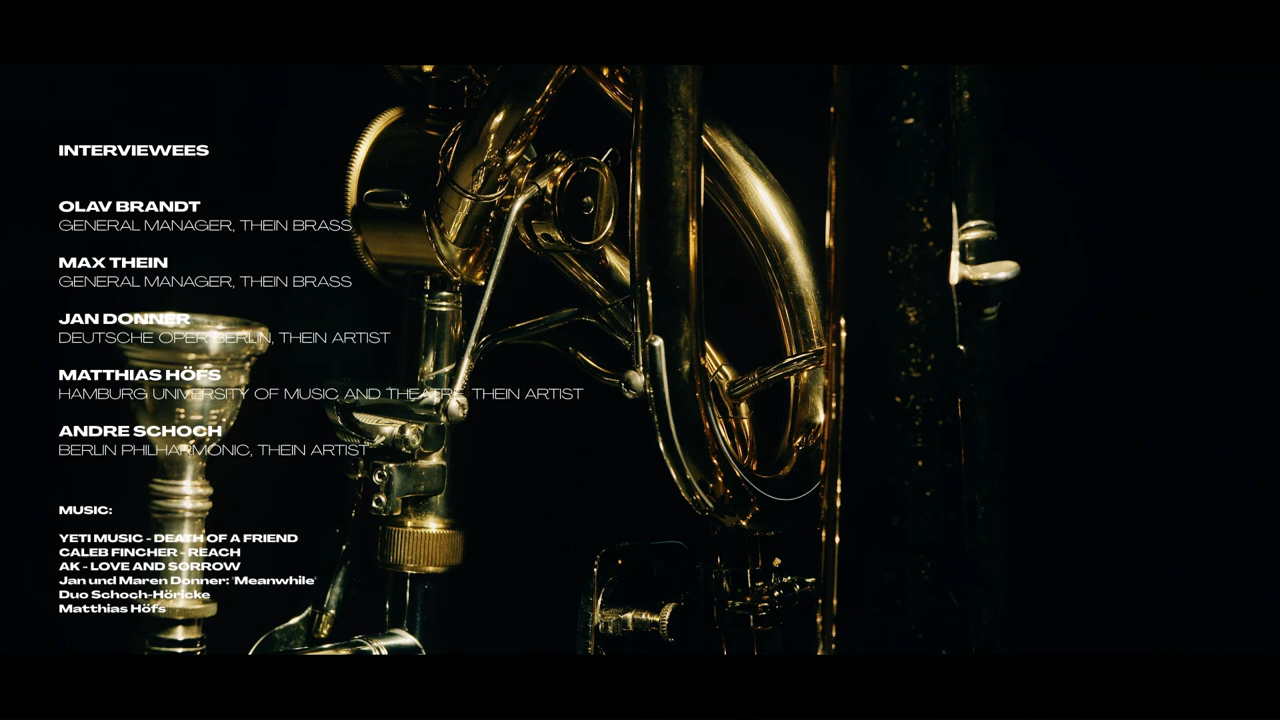 INTERVIEWEES
OLAV BRANDT
GENERAL MANAGER, THEIN BRASS
MAX THEIN
GENERAL MANAGER, THEIN BRASS
JAN DONNER
DEUTSCHE OPER BERLIN, THEIN ARTIST
MATTHIAS HÖFS
HAMBURG UNIVERSITY OF MUSIC AND THEATRE, THEIN ARTIST
ANDRE SCHOCH
BERLIN PHILHARMONIC, THEIN ARTIST
MUSIC:
YETI MUSIC - DEATH OF A FRIEND
CALEB FINCHER - REACH
AK - LOVE AND SORROW
Jan und Maren Donner: "Meanwhile"
Duo Schoch-Höricke
Matthias Höfs